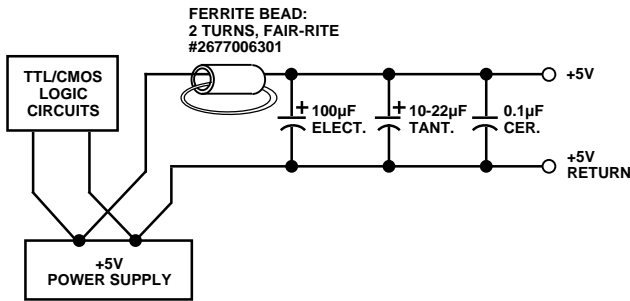 FERRITE BEAD:
2 TURNS, FAIR-RITE
#2677006301
TTL/CMOS
LOGIC
CIRCUITS
+5V
+ 100µF
ELECT.
+ 10-22µF
TANT.
0.1µF
CER.
+5V
RETURN
+5V
POWER SUPPLY